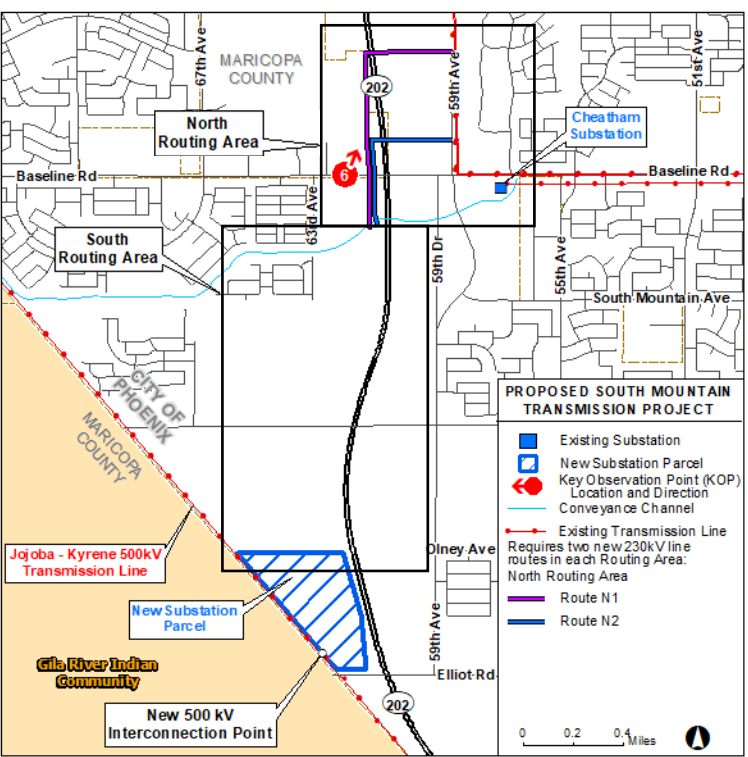 67th Ave
MARICOPA
COUNTY
202
59th Ave
51st Ave
Cheatham
Substation
North
Routing Area
6
Baseline Rd
Baseline Rd
63rd Ave
South
Routing Area
59th Dr
55th Ave
South Mountain Ave
CITY OF
PHOENIX
MARICOPA
COUNTY
PROPOSED SOUTH MOUNTAIN
TRANSMISSION PROJECT
Existing Substation
New Substation Parcel
Key Observation Point (KOP)
Location and Direction
Conveyance Channel
Existing Transmission Line
Requires two new 230kV line
routes in each Routing Area:
North Routing Area
Route N1
Route N2
Jojoba - Kyrene 500kV
Transmission Line
Olney Ave
New Substation
Parcel
59th Ave
Gila River Indian
Community
Elliot Rd
202
New 500 kV
Interconnection Point
0 0.2 0.4
Miles